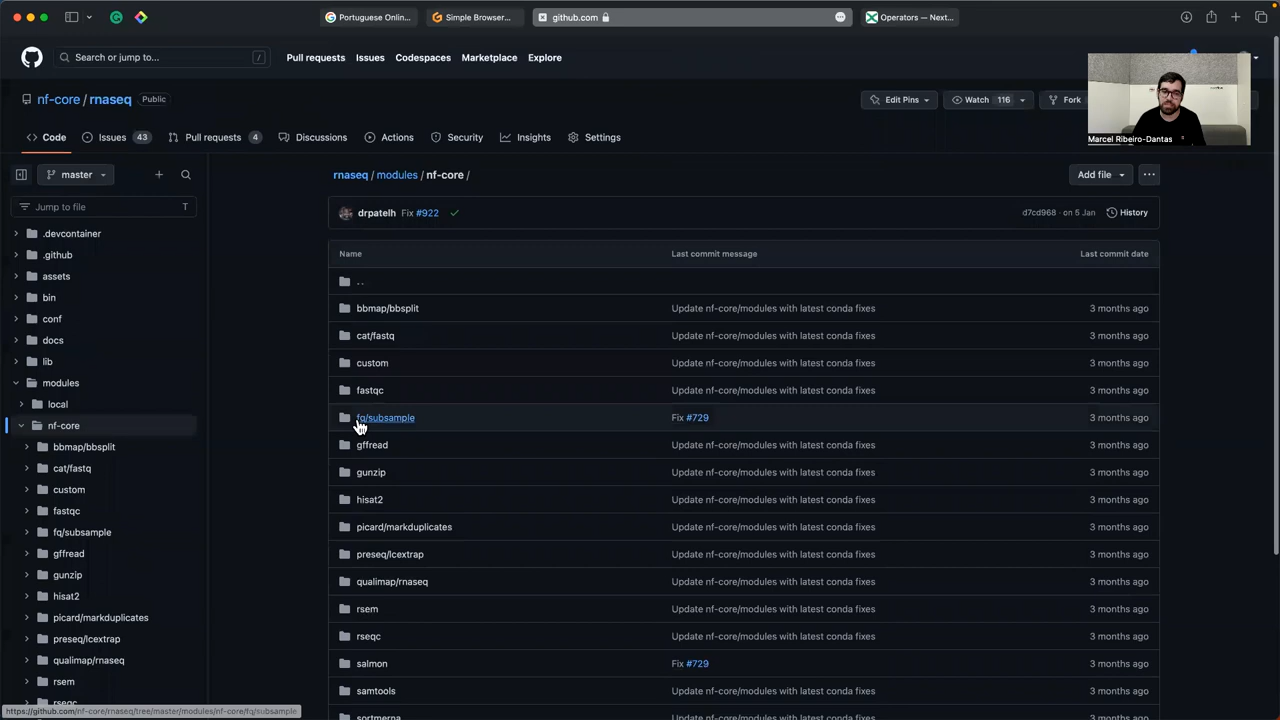 Portuguese Onlin...
Simple Browser...
github.com
Operators — Next...
Search or jump to...
/
Pull requests
Issues
Codespaces
Marketplace
Explore
nf-core / rnaseq
Public
Edit Pins
Watch 116
Fork
Marcel Ribeiro-Dantas
Code
Issues 43
Pull requests 4
Discussions
Actions
Security
Insights
Settings
master
rnaseq / modules / nf-core /
Add file
Jump to file
T
drpatelh Fix #922
d7cd968 · on 5 Jan
History
Name
Last commit message
Last commit date
..
bbmap/bbsplit
Update nf-core/modules with latest conda fixes
3 months ago
cat/fastq
Update nf-core/modules with latest conda fixes
3 months ago
custom
Update nf-core/modules with latest conda fixes
3 months ago
fastqc
Update nf-core/modules with latest conda fixes
3 months ago
fq/subsample
Fix #729
3 months ago
gffread
Update nf-core/modules with latest conda fixes
3 months ago
gunzip
Update nf-core/modules with latest conda fixes
3 months ago
hisat2
Update nf-core/modules with latest conda fixes
3 months ago
picard/markduplicates
Update nf-core/modules with latest conda fixes
3 months ago
preseq/lcextrap
Update nf-core/modules with latest conda fixes
3 months ago
qualimap/rnaseq
Update nf-core/modules with latest conda fixes
3 months ago
rsem
Update nf-core/modules with latest conda fixes
3 months ago
rseqc
Update nf-core/modules with latest conda fixes
3 months ago
salmon
Fix #729
3 months ago
samtools
Update nf-core/modules with latest conda fixes
3 months ago
sortmerna
.devcontainer
.github
assets
bin
conf
docs
lib
modules
local
nf-core
bbmap/bbsplit
cat/fastq
custom
fastqc
fq/subsample
gffread
gunzip
hisat2
picard/markduplicates
preseq/lcextrap
qualimap/rnaseq
rsem
rseqc
https://github.com/nf-core/rnaseq/tree/master/modules/nf-core/fq/subsample